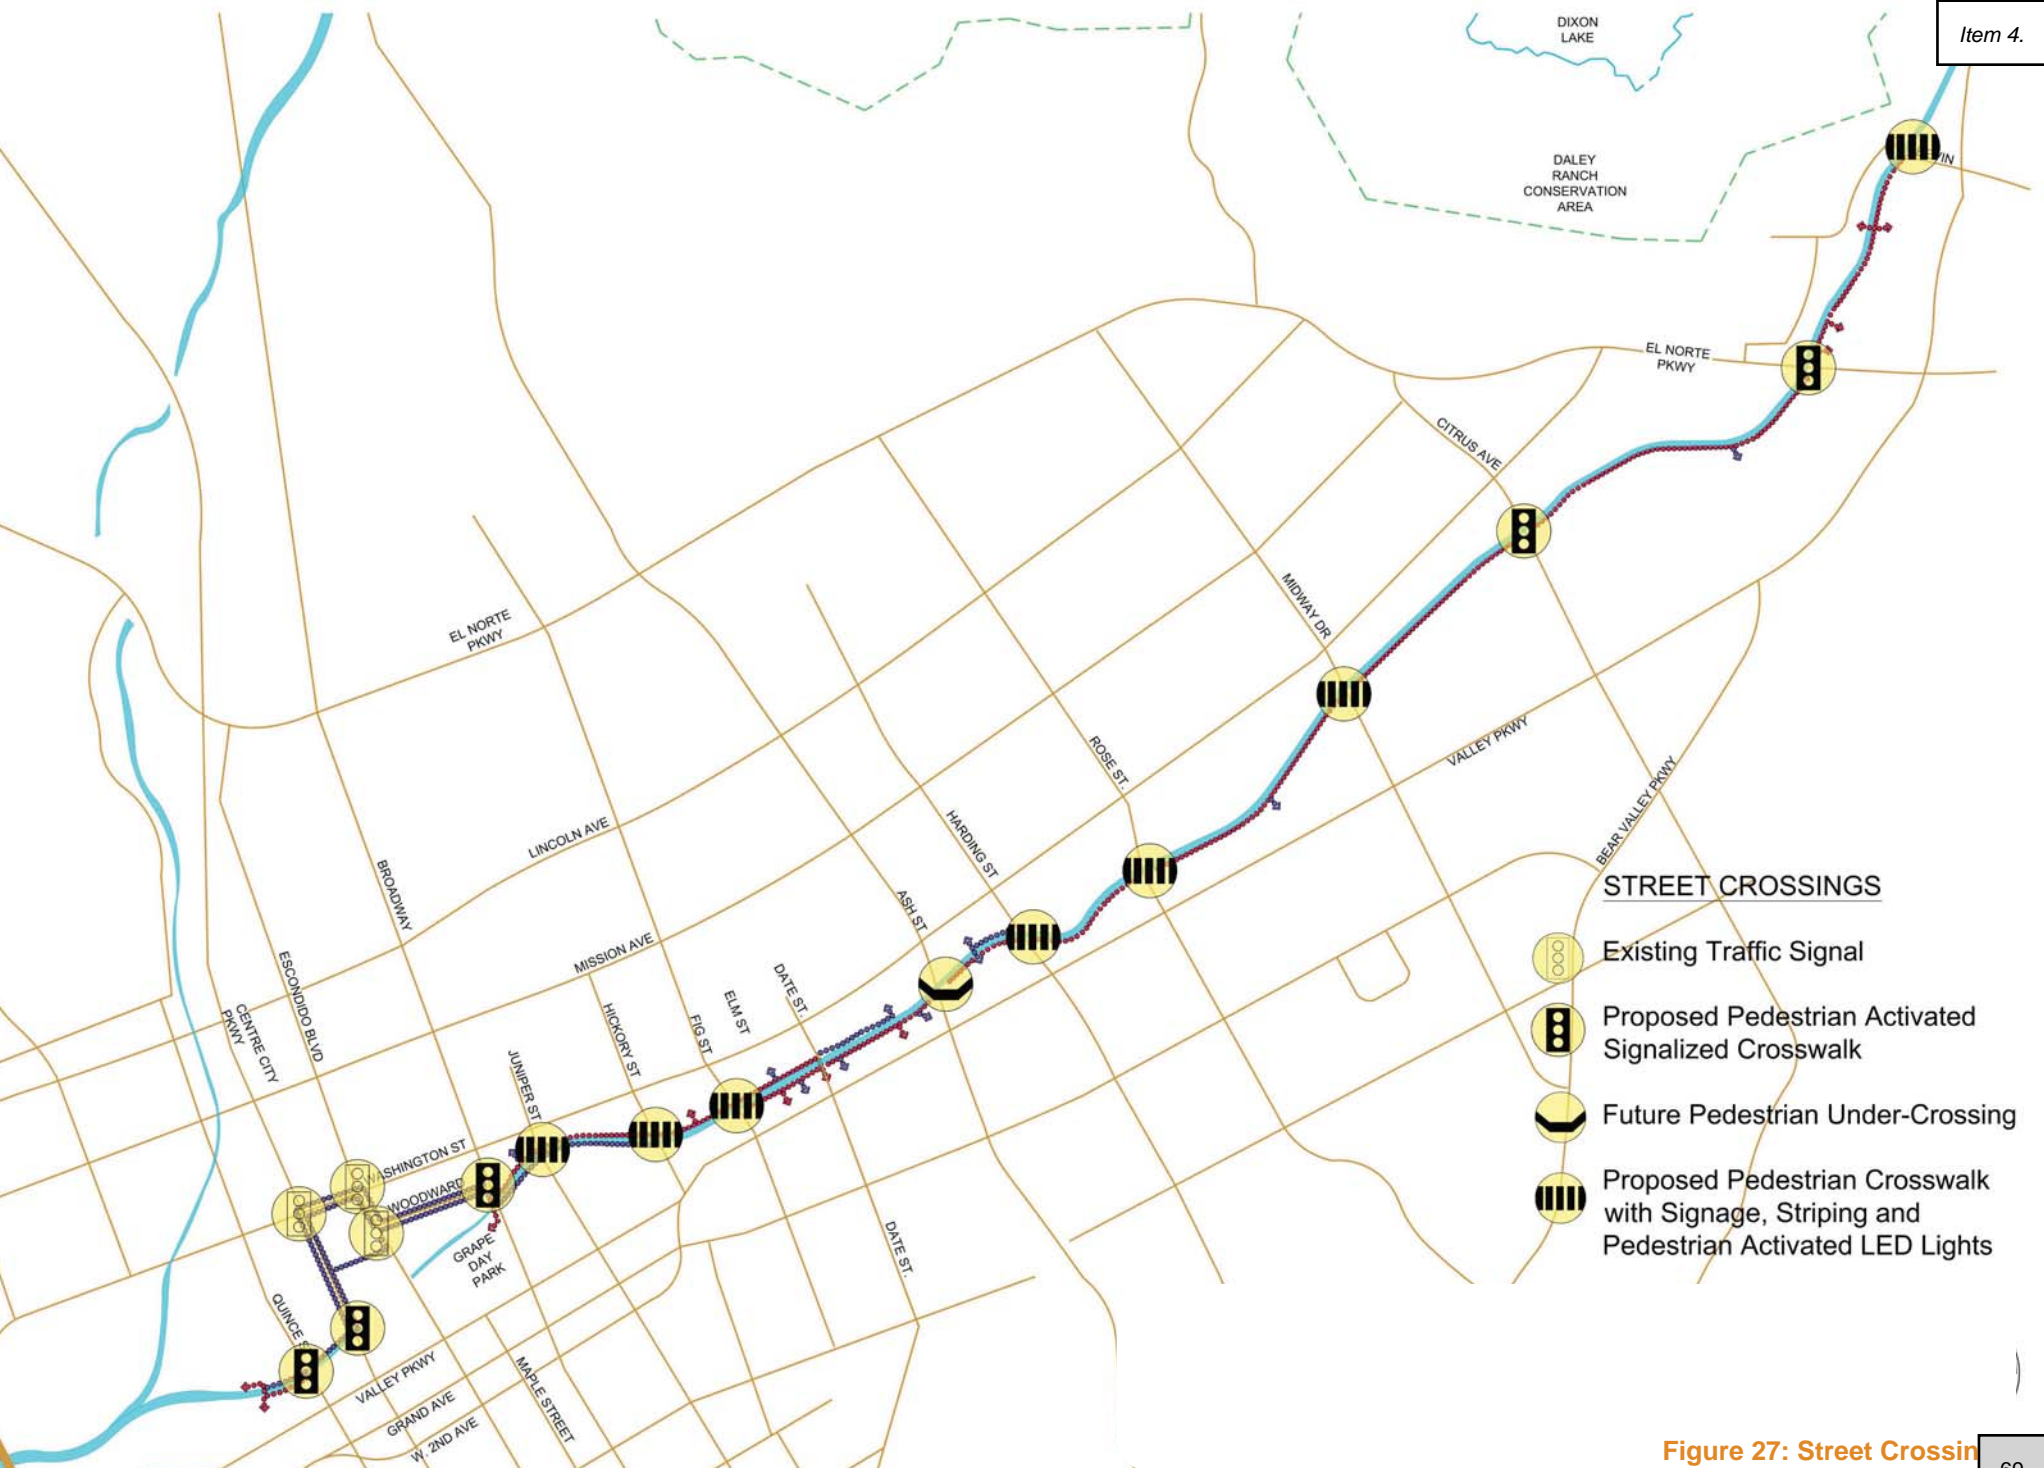 Item 4.
DIXON
LAKE
DALEY
RANCH
CONSERVATION
AREA
EL NORTE
PKWY
CITRUS AVE
MIDWAY DR
EL NORTE
PKWY
VALLEY PKWY
ROSE ST.
BEAR VALLEY PKWY
HARDING ST
LINCOLN AVE
BROADWAY
ASH ST
MISSION AVE
ESCONDIDO BLVD
CENTRE CITY
PKWY
DATE ST.
ELM ST
FIG ST
HICKORY ST
JUNIPER ST
WASHINGTON ST
WOODWARD
GRAPE
DAY
PARK
DATE ST.
QUINCE
VALLEY PKWY
GRAND AVE
W. 2ND AVE
MAPLE STREET
STREET CROSSINGS
Existing Traffic Signal
Proposed Pedestrian Activated
Signalized Crosswalk
Future Pedestrian Under-Crossing
Proposed Pedestrian Crosswalk
with Signage, Striping and
Pedestrian Activated LED Lights
Figure 27: Street Crossin